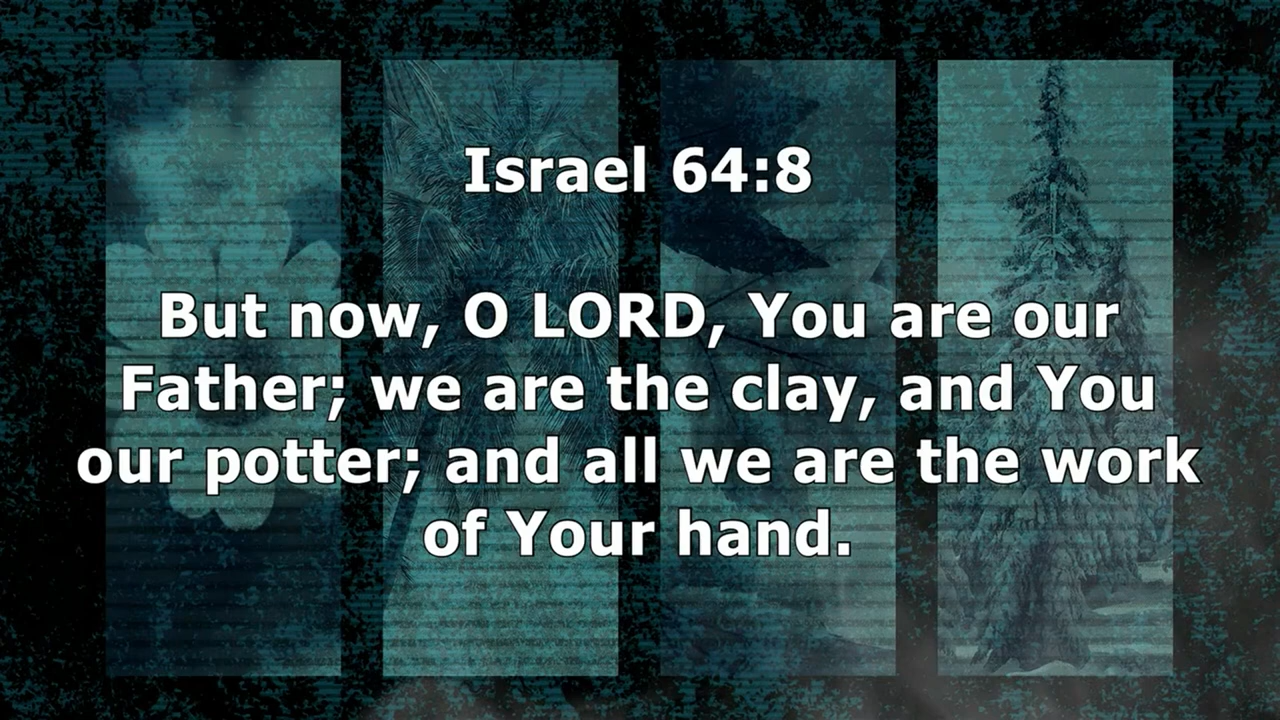 Israel 64:8
But now, O LORD, You are our
Father; we are the clay, and You
our potter; and all we are the work
of Your hand.